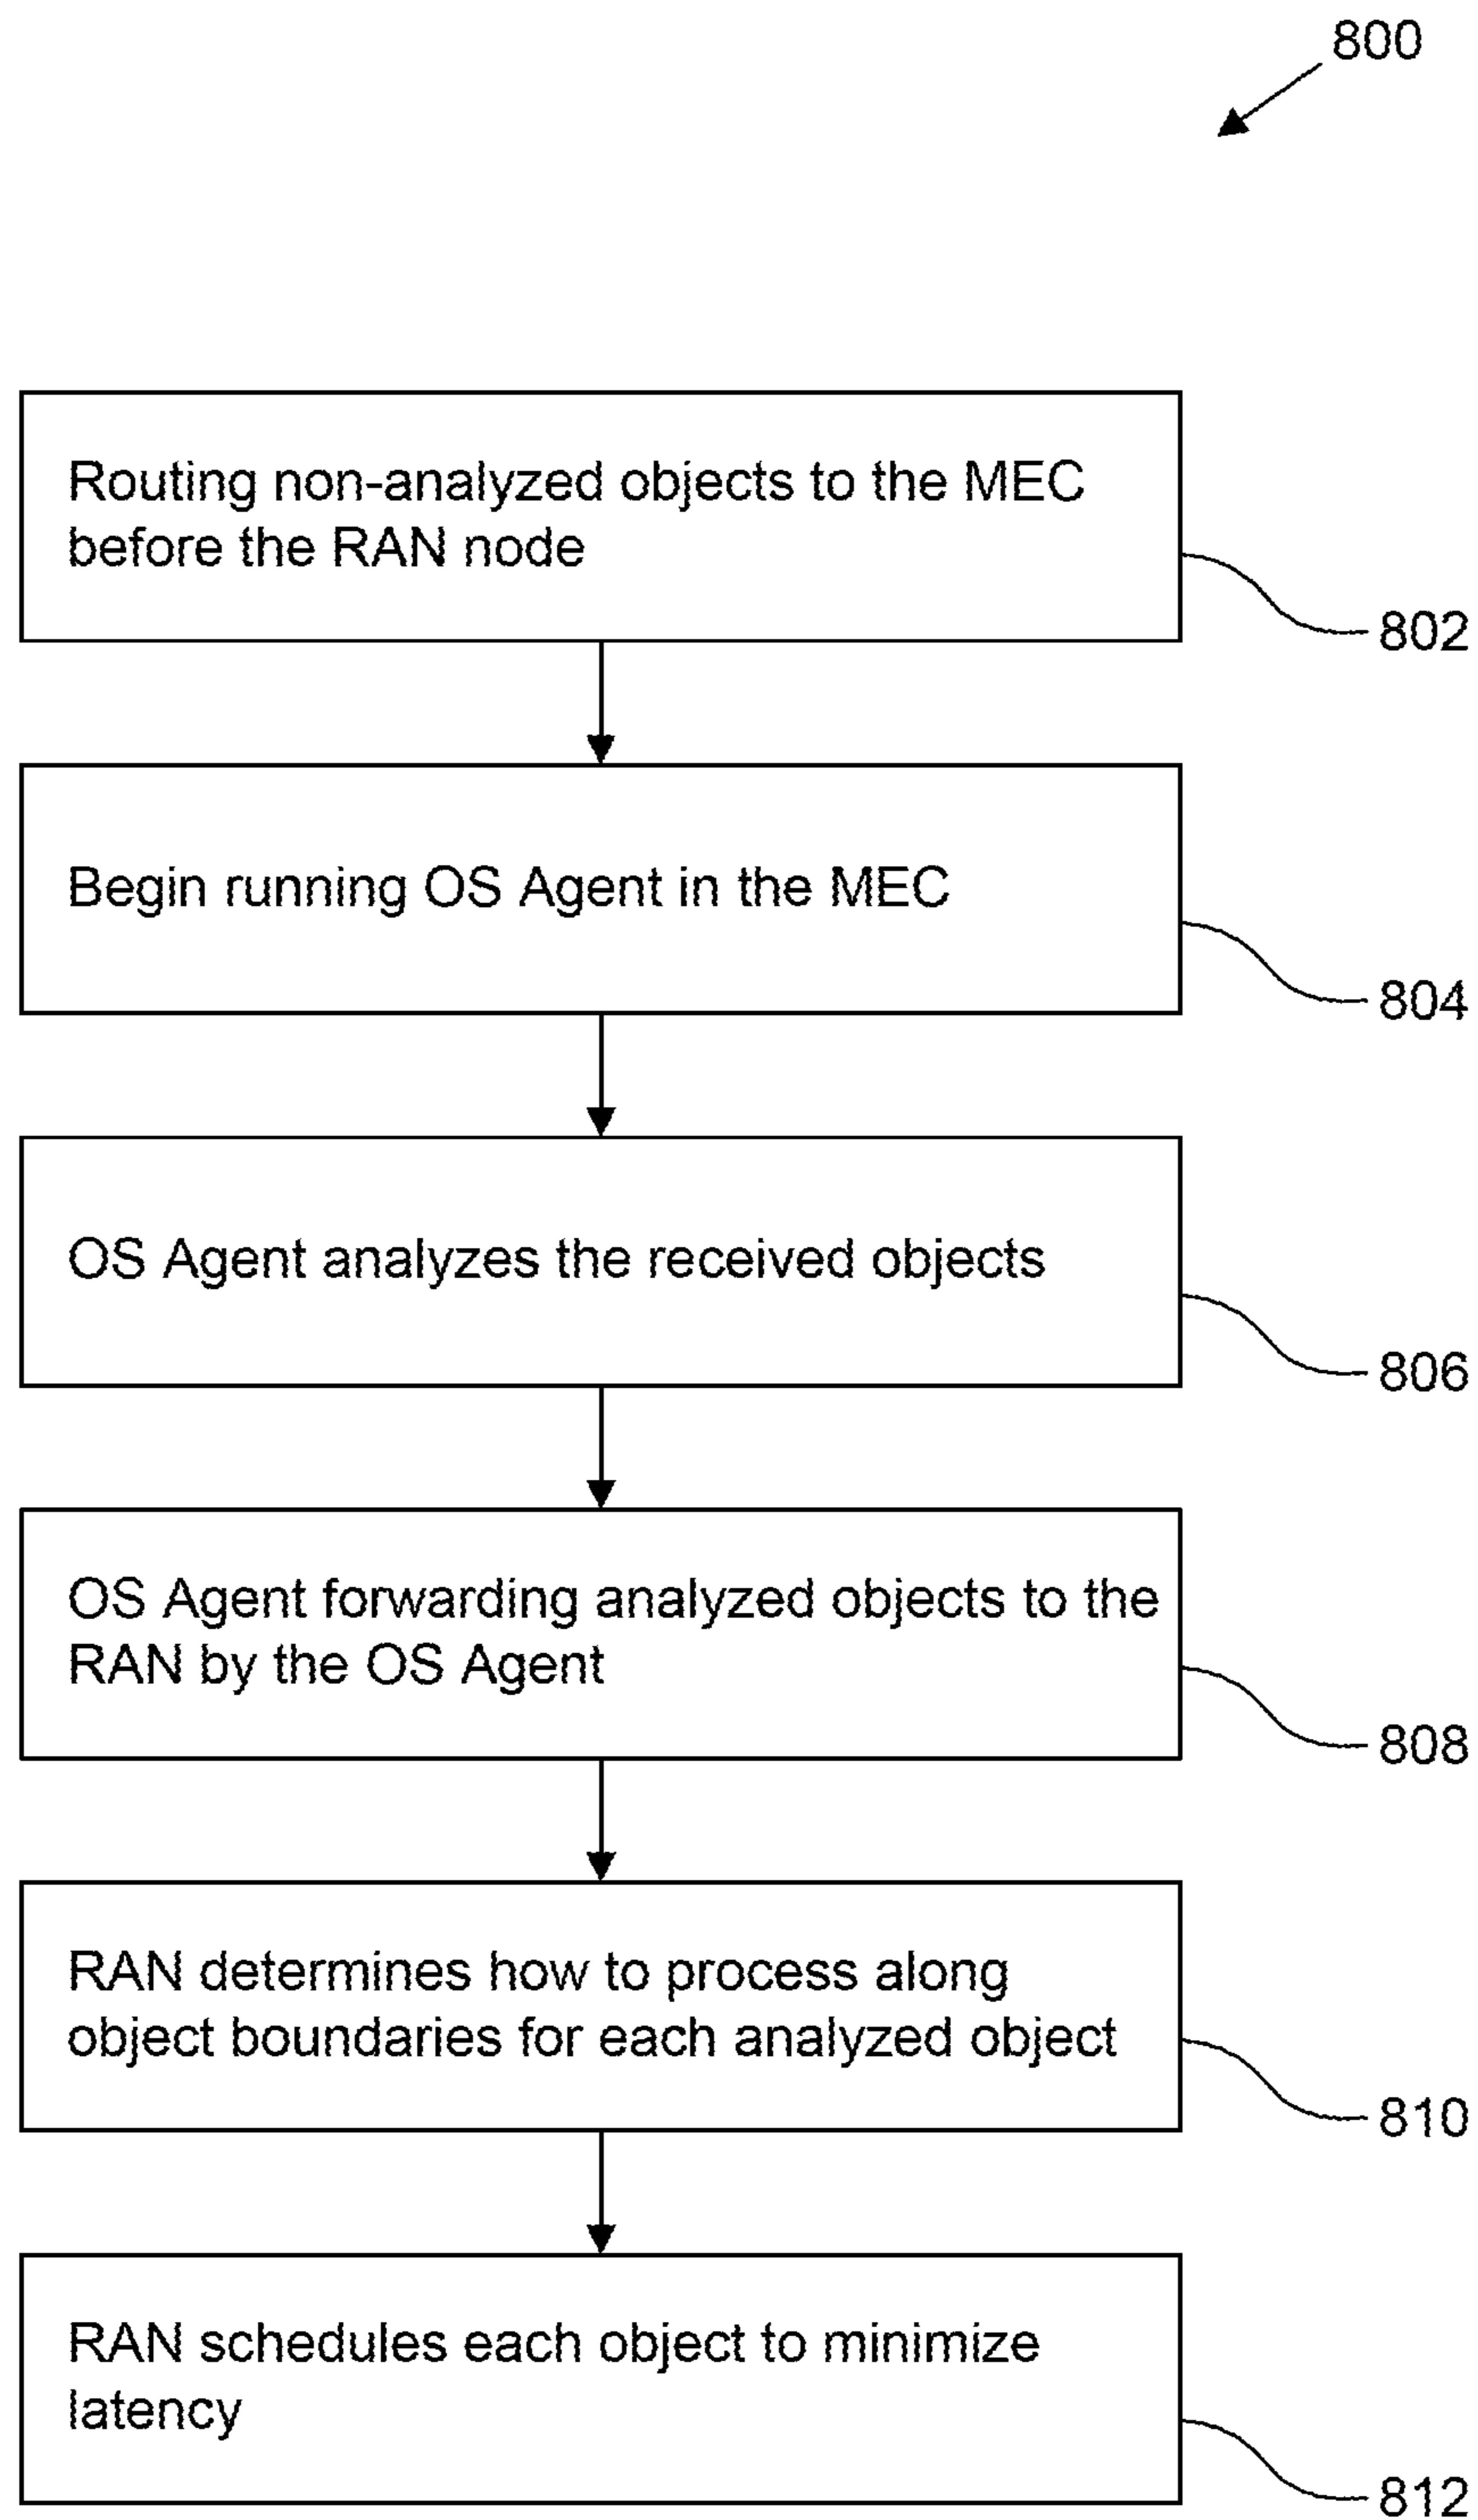 800
Routing non-analyzed objects to the MEC
before the RAN node
802
Begin running OS Agent in the MEC
804
OS Agent analyzes the received objects
806
OS Agent forwarding analyzed objects to the
RAN by the OS Agent
808
RAN determines how to process along
object boundaries for each analyzed object
810
RAN schedules each object to minimize
latency
812